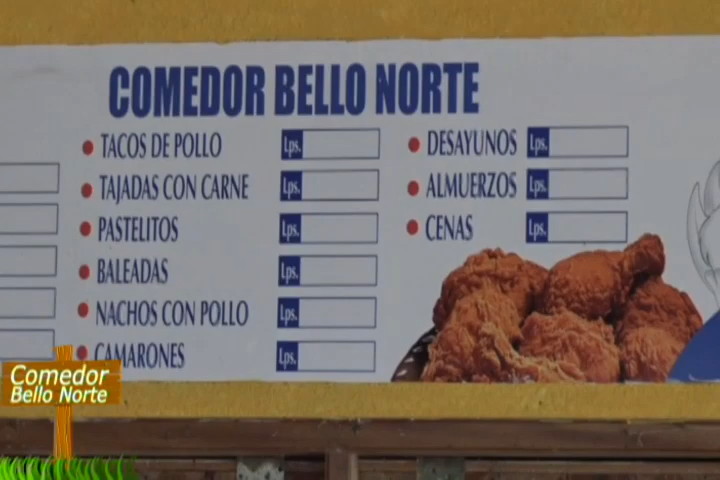 COMEDOR BELLO NORTE
TACOS DE POLLO Lps.
TAJADAS CON CARNE Lps.
PASTELITOS Lps.
BALEADAS Lps.
NACHOS CON POLLO Lps.
CAMARONES Lps.
DESAYUNOS Lps.
ALMUERZOS Lps.
CENAS Lps.
Comedor
Bello Norte